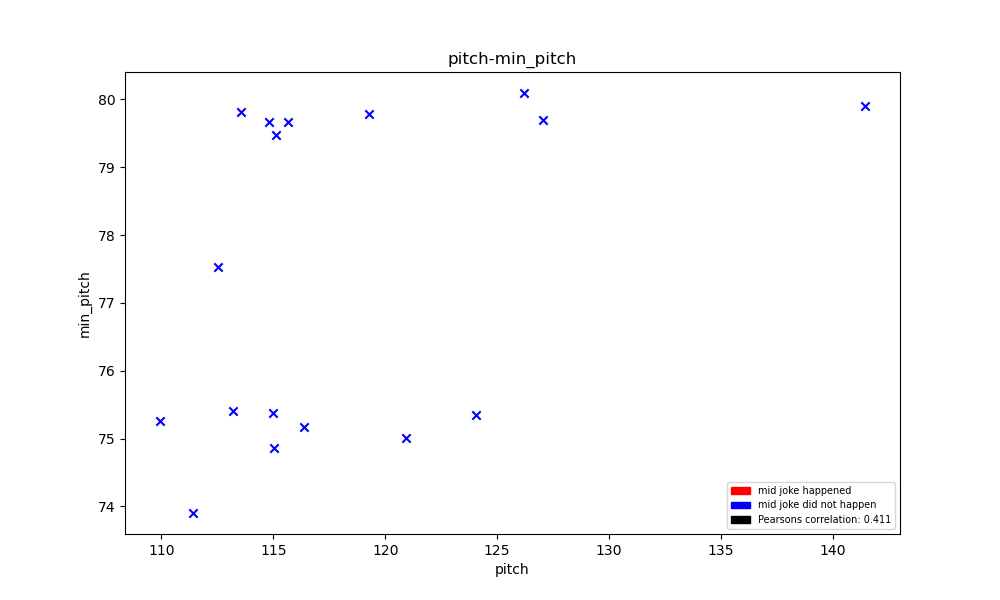 pitch-min_pitch
80
79
78
77
76
75
74
min_pitch
110
115
120
125
130
135
140
pitch
mid joke happened
mid joke did not happen
Pearsons correlation: 0.411